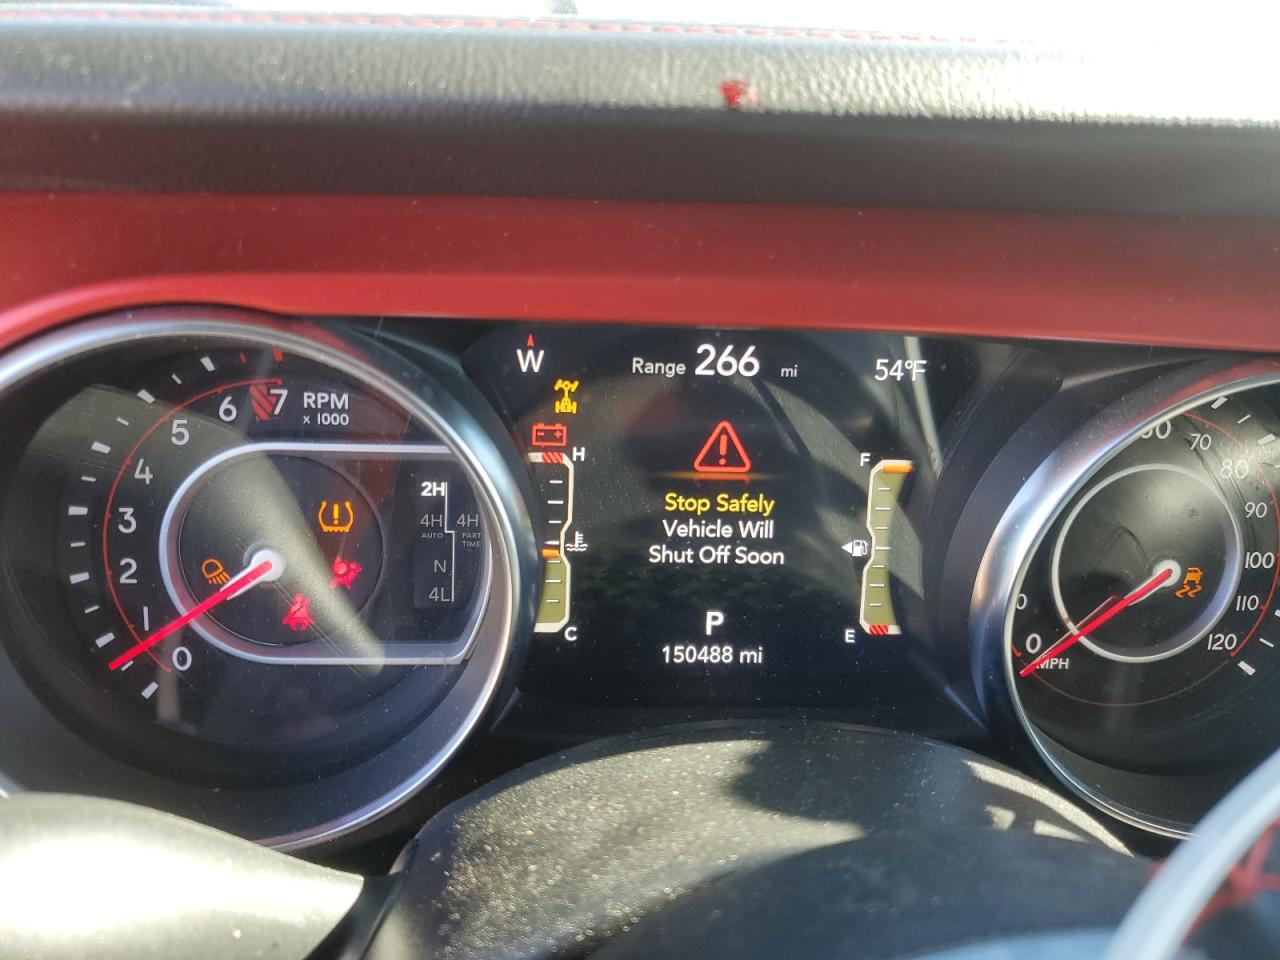 W
Range 266 mi
54°F
Stop Safely
Vehicle Will
Shut Off Soon
P
150488 mi
H
C
F
E
7
6
5
4
3
2
1
0
RPM
x 1000
2H
4H
AUTO
4H
PART
TIME
N
4L
0
MPH
70
80
90
100
110
120